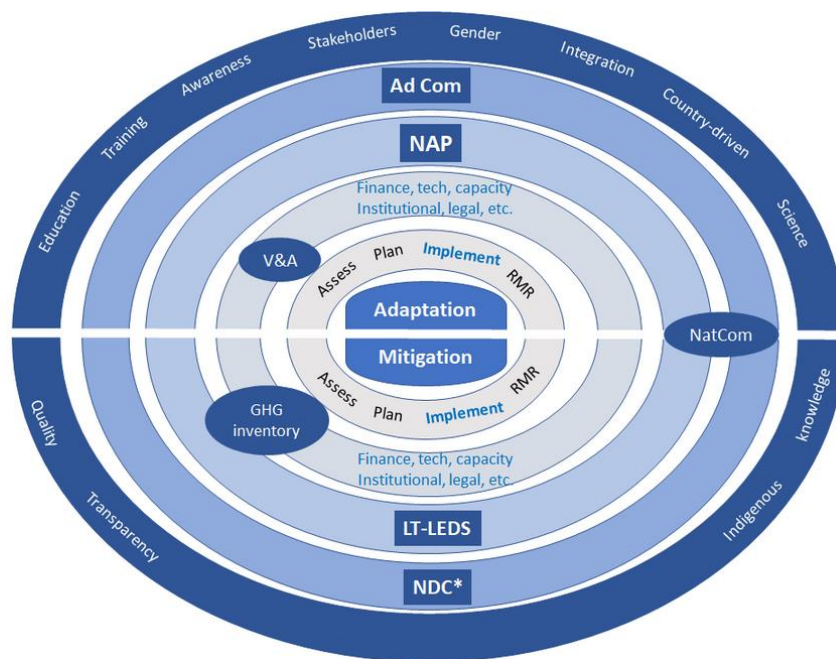 Education
Training
Awareness
Stakeholders
Gender
Integration
Country-driven
Science
Ad Com
NAP
Finance, tech, capacity
Institutional, legal, etc.
V&A
Assess
Plan
Implement
RMR
Adaptation
NatCom
Mitigation
Assess
Plan
Implement
RMR
GHG
inventory
Finance, tech, capacity
Institutional, legal, etc.
LT-LEDS
NDC*
Quality
Transparency
Indigenous
knowledge